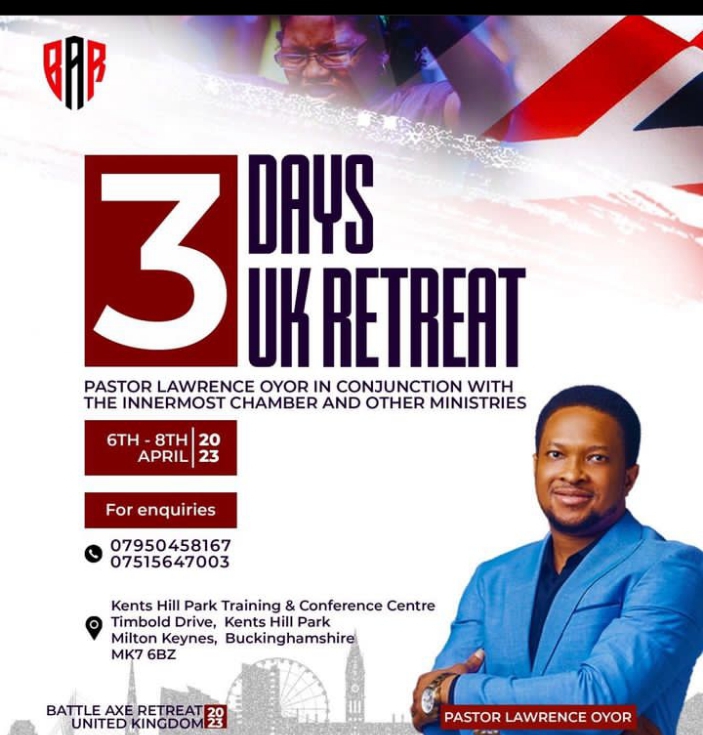 BAR
3
DAYS
UK RETREAT
PASTOR LAWRENCE OYOR IN CONJUNCTION WITH
THE INNERMOST CHAMBER AND OTHER MINISTRIES
6TH - 8TH 20
APRIL 23
For enquiries
07950458167
07515647003
Kents Hill Park Training & Conference Centre
Timbold Drive, Kents Hill Park
Milton Keynes, Buckinghamshire
MK7 6BZ
BATTLE AXE RETREAT 20
UNITED KINGDOM 23
PASTOR LAWRENCE OYOR